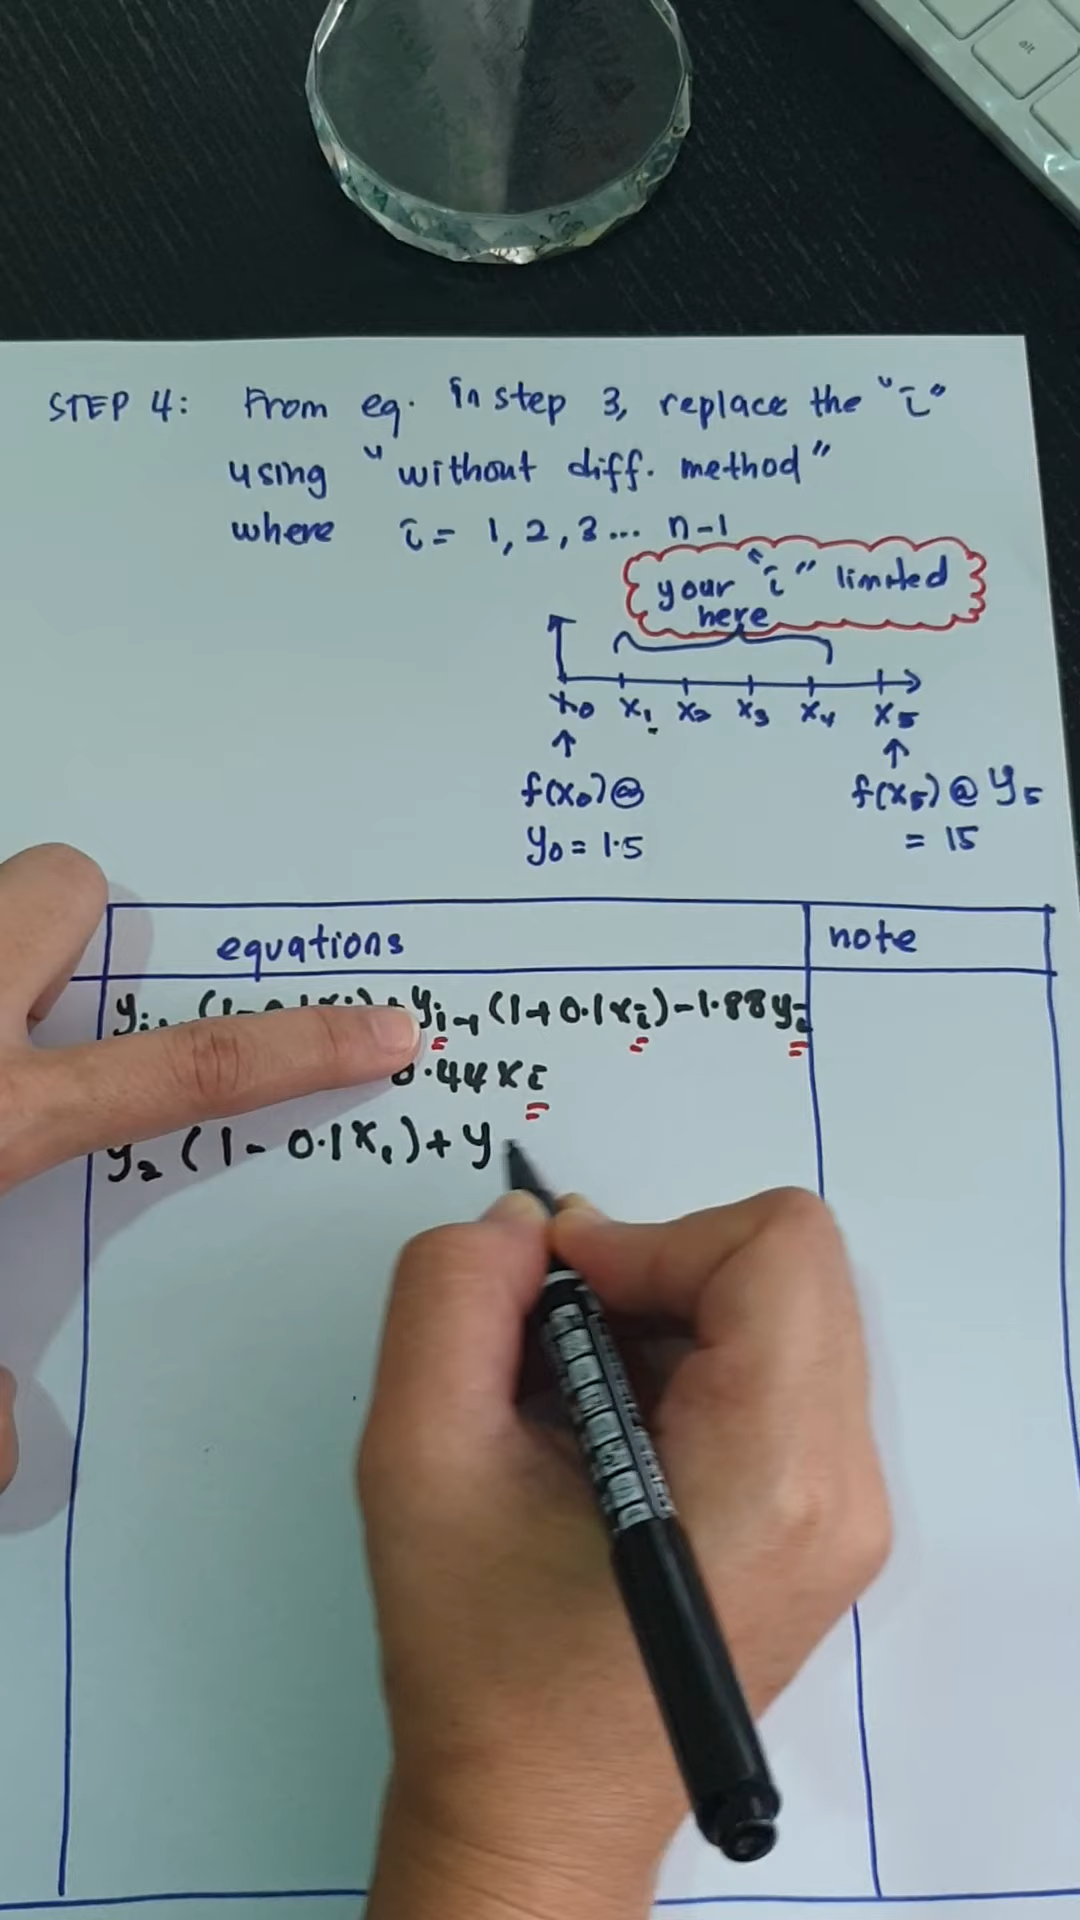 alt
STEP 4: From eq. in step 3, replace the "i"
using "without diff. method"
where i = 1, 2, 3 ... n-1
your "i" limited
here
x₀ x₁ x₂ x₃ x₄ x₅
↑ ↑
f(x₀) @ f(x₅) @ y₅
y₀ = 1.5 = 15
equations note
yᵢ₋₁ (1+0.1xᵢ) - 1.88yᵢ
0.44xᵢ
y₂ (1 - 0.1x₁) + y